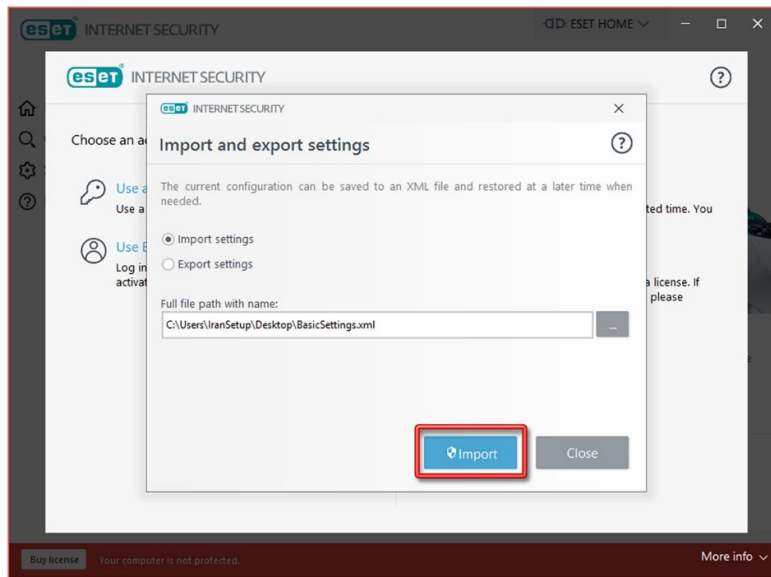 eset INTERNET SECURITY
ESET HOME
eset INTERNET SECURITY
?
eset INTERNET SECURITY
Choose an a
Import and export settings
?
The current configuration can be saved to an XML file and restored at a later time when
needed.
Use a
Use a
ted time. You
Import settings
Use E
Export settings
Log in
activat
a license. If
please
Full file path with name:
C:\Users\IranSetup\Desktop\BasicSettings.xml
...
Import
Close
Buy license
Your computer is not protected.
More info